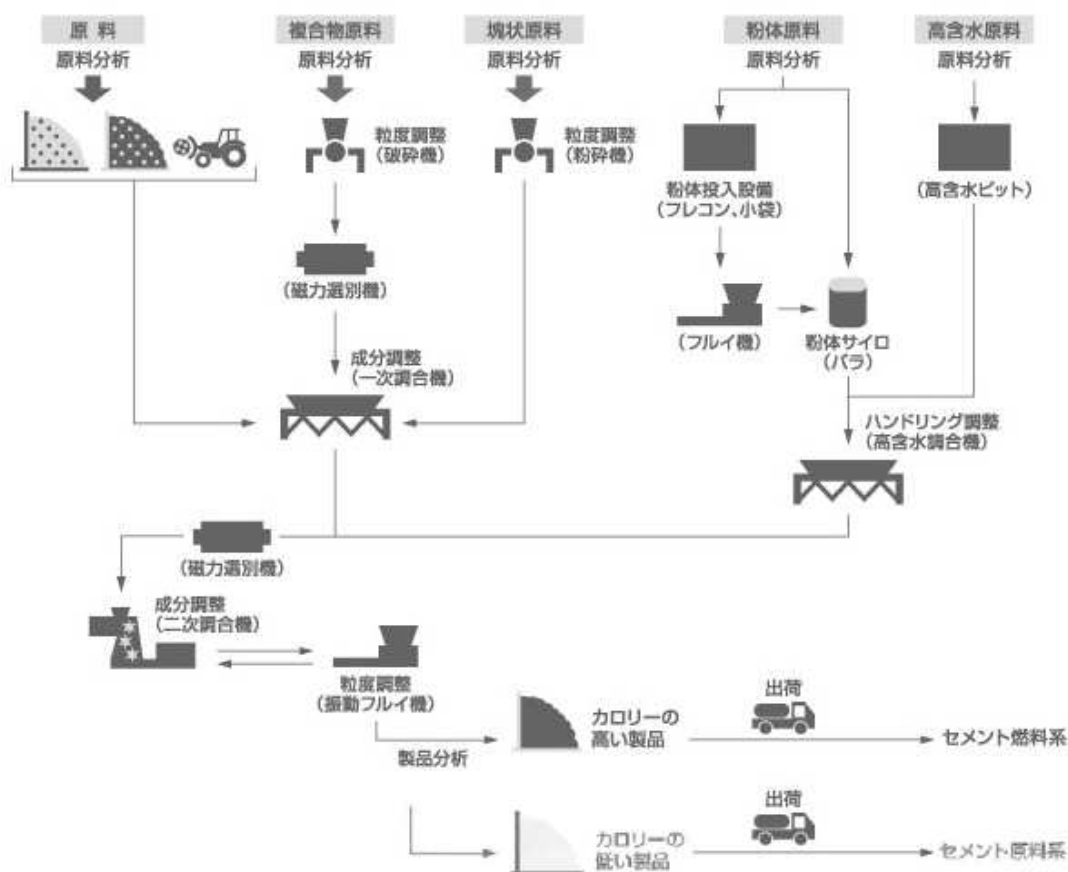 原 料
原料分析
複合物原料
原料分析
塊状原料
原料分析
粉体原料
原料分析
高含水原料
原料分析
粒度調整
(破砕機)
粒度調整
(粉砕機)
粉体投入設備
(フレコン、小袋)
(高含水ピット)
(磁力選別機)
(フルイ機)
粉体サイロ
(バラ)
成分調整
(一次調合機)
ハンドリング調整
(高含水調合機)
(磁力選別機)
成分調整
(二次調合機)
粒度調整
(振動フルイ機)
製品分析
カロリーの
高い製品
出荷
セメント燃料系
カロリーの
低い製品
出荷
セメント原料系